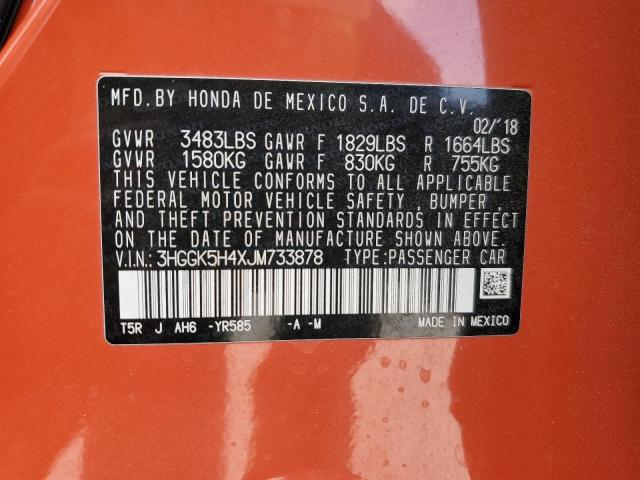 MFD.BY HONDA DE MEXICO S.A. DE C.V.
02/'18
GVWR 3483LBS GAWR F 1829LBS R 1664LBS
GVWR 1580KG GAWR F 830KG R 755KG
THIS VEHICLE CONFORMS TO ALL APPLICABLE
FEDERAL MOTOR VEHICLE SAFETY, BUMPER,
AND THEFT PREVENTION STANDARDS IN EFFECT
ON THE DATE OF MANUFACTURE SHOWN ABOVE.
V.I.N.: 3HGGK5H4XJM733878 TYPE:PASSENGER CAR
T5R J AH6 -YR585 -A -M MADE IN MEXICO